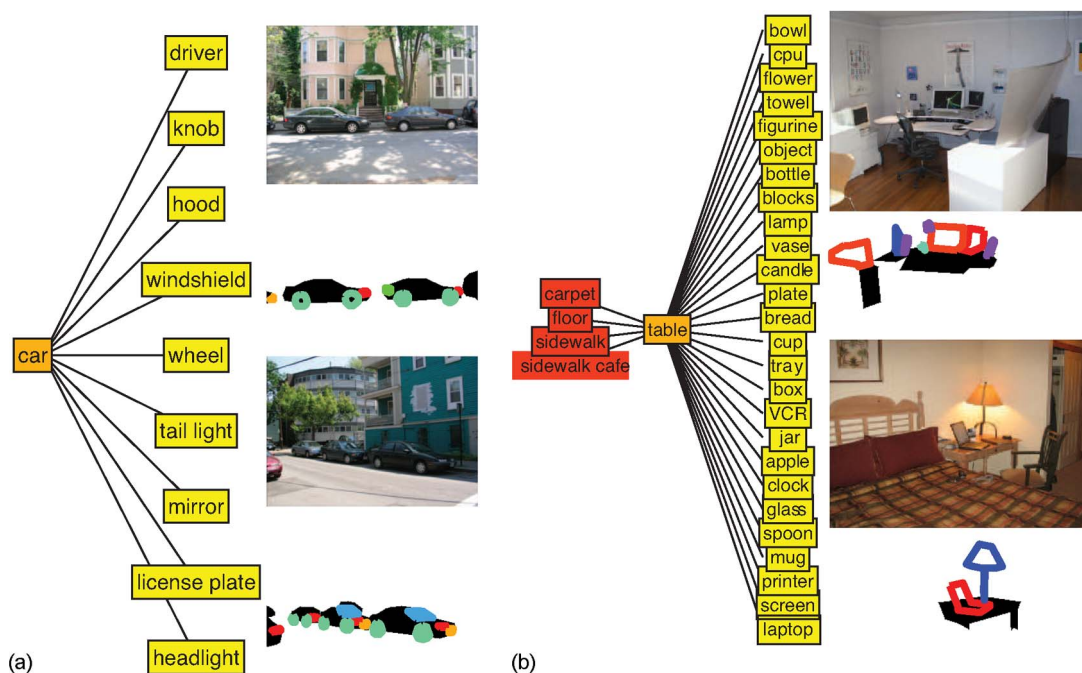 driver
knob
hood
windshield
car
wheel
tail light
mirror
license plate
headlight
(a)
bowl
cpu
flower
towel
figurine
object
bottle
blocks
lamp
vase
candle
plate
bread
cup
tray
box
VCR
jar
apple
clock
glass
spoon
mug
printer
screen
laptop
carpet
floor
sidewalk
sidewalk cafe
table
(b)